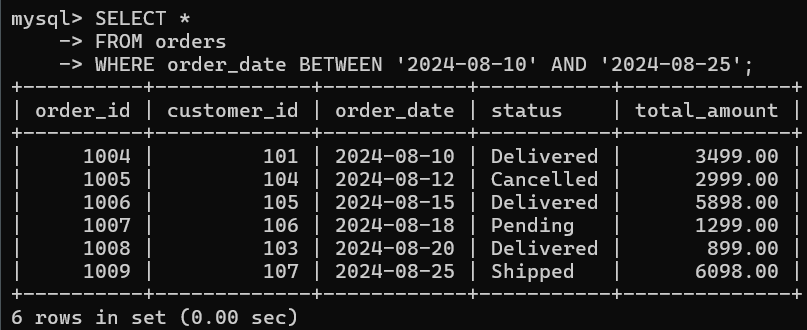 mysql> SELECT *
    -> FROM orders
    -> WHERE order_date BETWEEN '2024-08-10' AND '2024-08-25';
+----------+-------------+------------+-----------+--------------+
| order_id | customer_id | order_date | status    | total_amount |
+----------+-------------+------------+-----------+--------------+
|     1004 |         101 | 2024-08-10 | Delivered |      3499.00 |
|     1005 |         104 | 2024-08-12 | Cancelled |      2999.00 |
|     1006 |         105 | 2024-08-15 | Delivered |      5898.00 |
|     1007 |         106 | 2024-08-18 | Pending   |      1299.00 |
|     1008 |         103 | 2024-08-20 | Delivered |       899.00 |
|     1009 |         107 | 2024-08-25 | Shipped   |      6098.00 |
+----------+-------------+------------+-----------+--------------+
6 rows in set (0.00 sec)